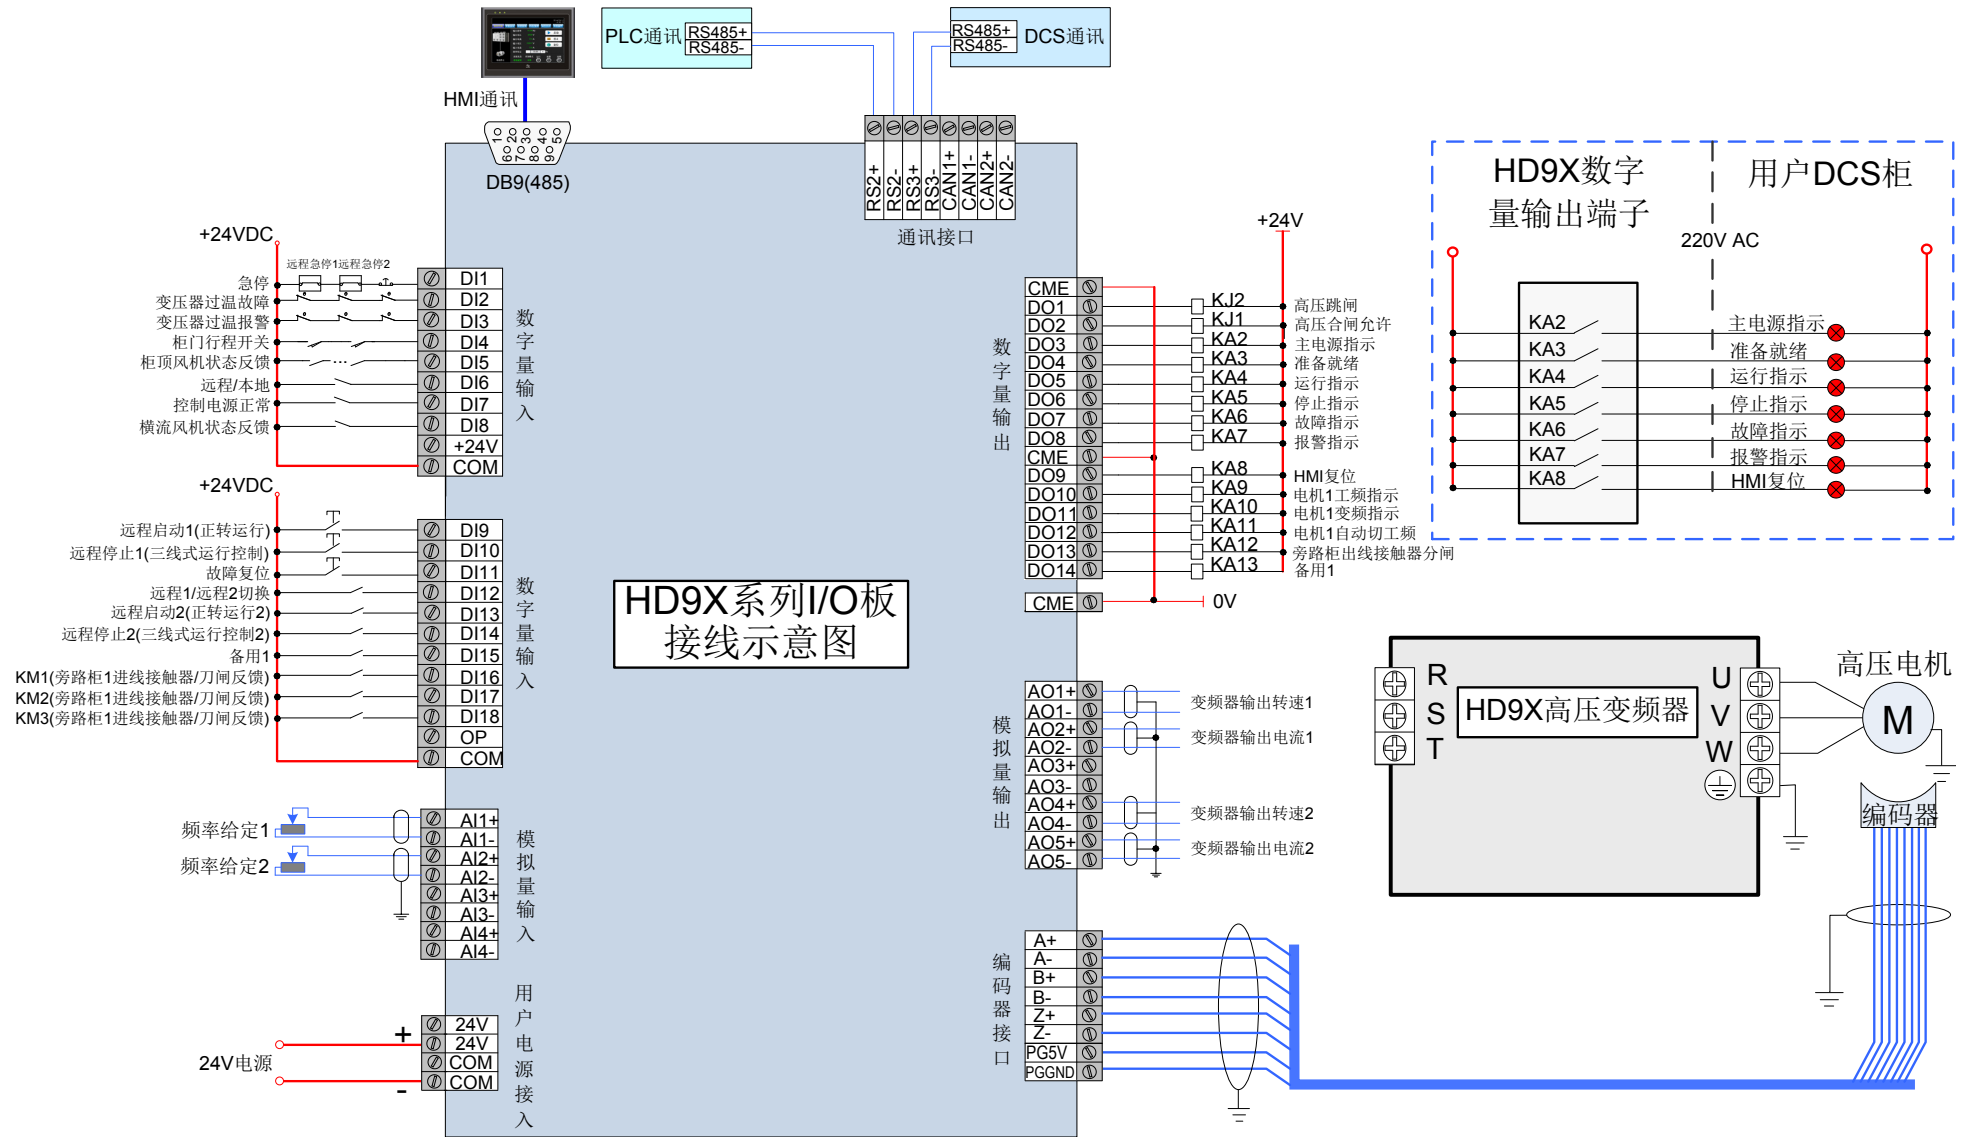 PLC通讯
RS485+
RS485-
RS485+
RS485-
DCS通讯
HMI通讯
1 2 3 4 5
6 7 8 9
DB9(485)
RS2+
RS2-
RS3+
RS3-
CAN1+
CAN1-
CAN2+
CAN2-
通讯接口
+24VDC
远程急停1远程急停2
急停
变压器过温故障
变压器过温报警
柜门行程开关
柜顶风机状态反馈
远程/本地
控制电源正常
横流风机状态反馈
DI1
DI2
DI3
DI4
DI5
DI6
DI7
DI8
+24V
COM
数字量输入
+24VDC
远程启动1(正转运行)
远程停止1(三线式运行控制)
故障复位
远程1/远程2切换
远程启动2(正转运行2)
远程停止2(三线式运行控制2)
备用1
KM1(旁路柜1进线接触器/刀闸反馈)
KM2(旁路柜1进线接触器/刀闸反馈)
KM3(旁路柜1进线接触器/刀闸反馈)
DI9
DI10
DI11
DI12
DI13
DI14
DI15
DI16
DI17
DI18
OP
COM
数字量输入
频率给定1
频率给定2
AI1+
AI1-
AI2+
AI2-
AI3+
AI3-
AI4+
AI4-
模拟量输入
24V电源
+
-
24V
24V
COM
COM
用户电源接入
HD9X系列I/O板
接线示意图
数字量输出
CME
DO1
DO2
DO3
DO4
DO5
DO6
DO7
DO8
CME
DO9
DO10
DO11
DO12
DO13
DO14
CME
+24V
KJ2
KJ1
KA2
KA3
KA4
KA5
KA6
KA7
KA8
KA9
KA10
KA11
KA12
KA13
0V
高压跳闸
高压合闸允许
主电源指示
准备就绪
运行指示
停止指示
故障指示
报警指示
HMI复位
电机1工频指示
电机1变频指示
电机1自动切工频
旁路柜出线接触器分闸
备用1
模拟量输出
AO1+
AO1-
AO2+
AO2-
AO3+
AO3-
AO4+
AO4-
AO5+
AO5-
变频器输出转速1
变频器输出电流1
变频器输出转速2
变频器输出电流2
编码器接口
A+
A-
B+
B-
Z+
Z-
PG5V
PGGND
HD9X数字
量输出端子
用户DCS柜
220V AC
KA2
KA3
KA4
KA5
KA6
KA7
KA8
主电源指示
准备就绪
运行指示
停止指示
故障指示
报警指示
HMI复位
R
S
T
HD9X高压变频器
U
V
W
高压电机
M
编码器